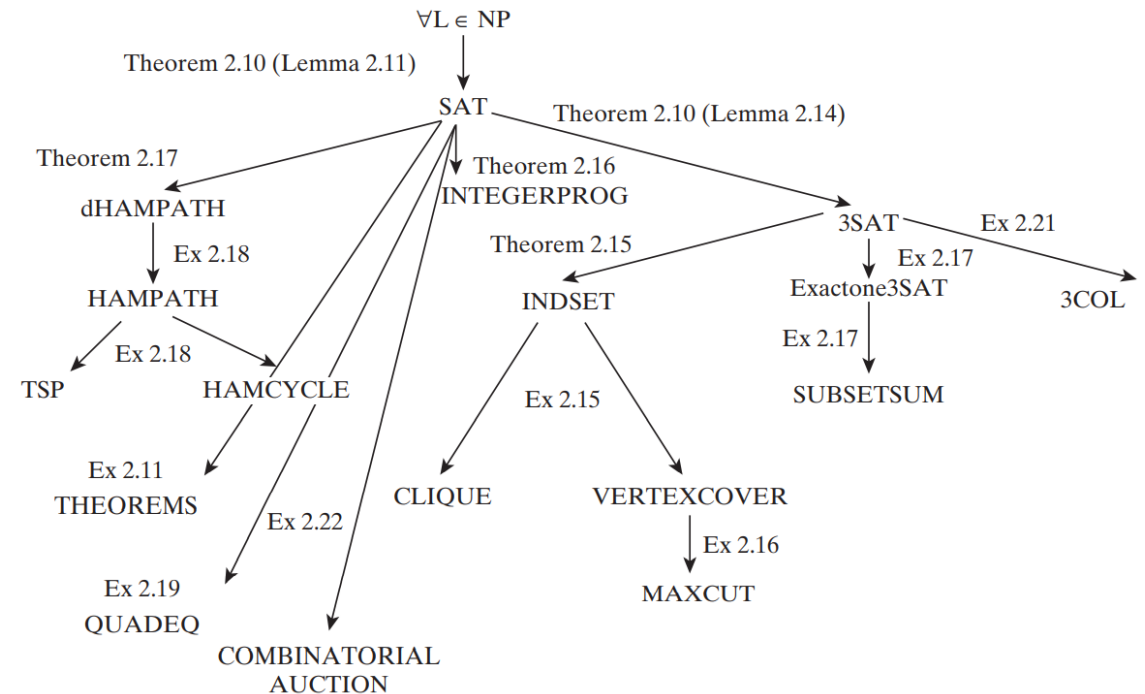 ∀L ∈ NP
Theorem 2.10 (Lemma 2.11)
SAT
Theorem 2.10 (Lemma 2.14)
Theorem 2.17
Theorem 2.16
INTEGERPROG
dHAMPATH
3SAT
Ex 2.21
Theorem 2.15
Ex 2.18
Ex 2.17
HAMPATH
INDSET
Exactone3SAT
3COL
Ex 2.18
Ex 2.17
TSP
HAMCYCLE
Ex 2.15
SUBSETSUM
Ex 2.11
THEOREMS
CLIQUE
VERTEXCOVER
Ex 2.22
Ex 2.16
Ex 2.19
QUADEQ
MAXCUT
COMBINATORIAL
AUCTION